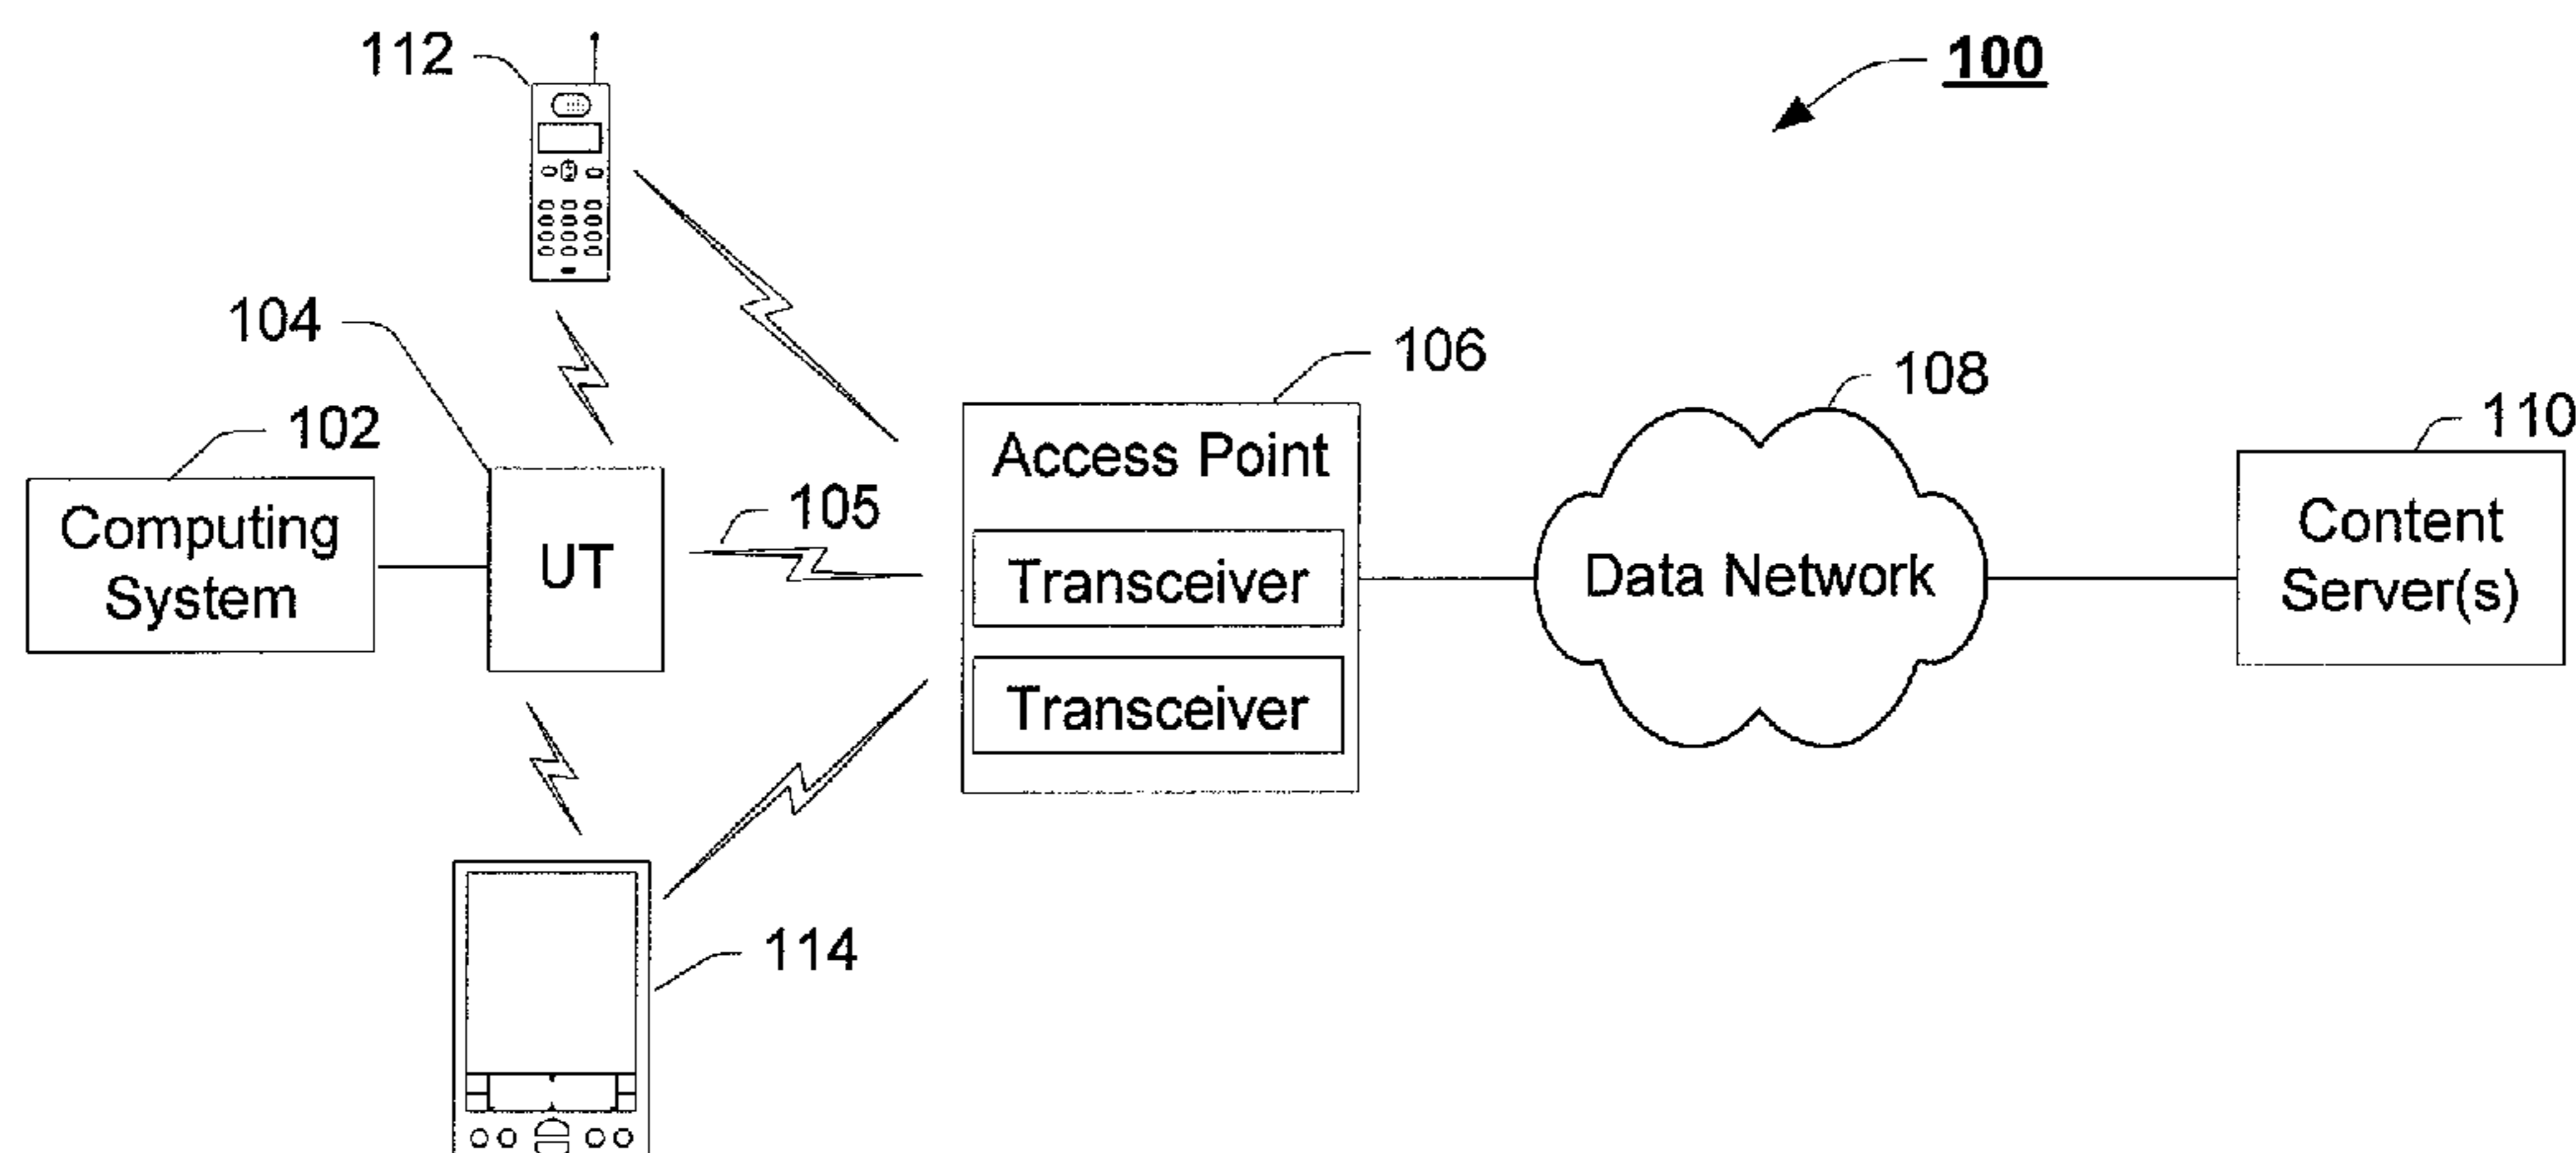 112
100
104
106
108
102
110
Access Point
105
Computing
System
UT
Transceiver
Data Network
Content
Server(s)
Transceiver
114